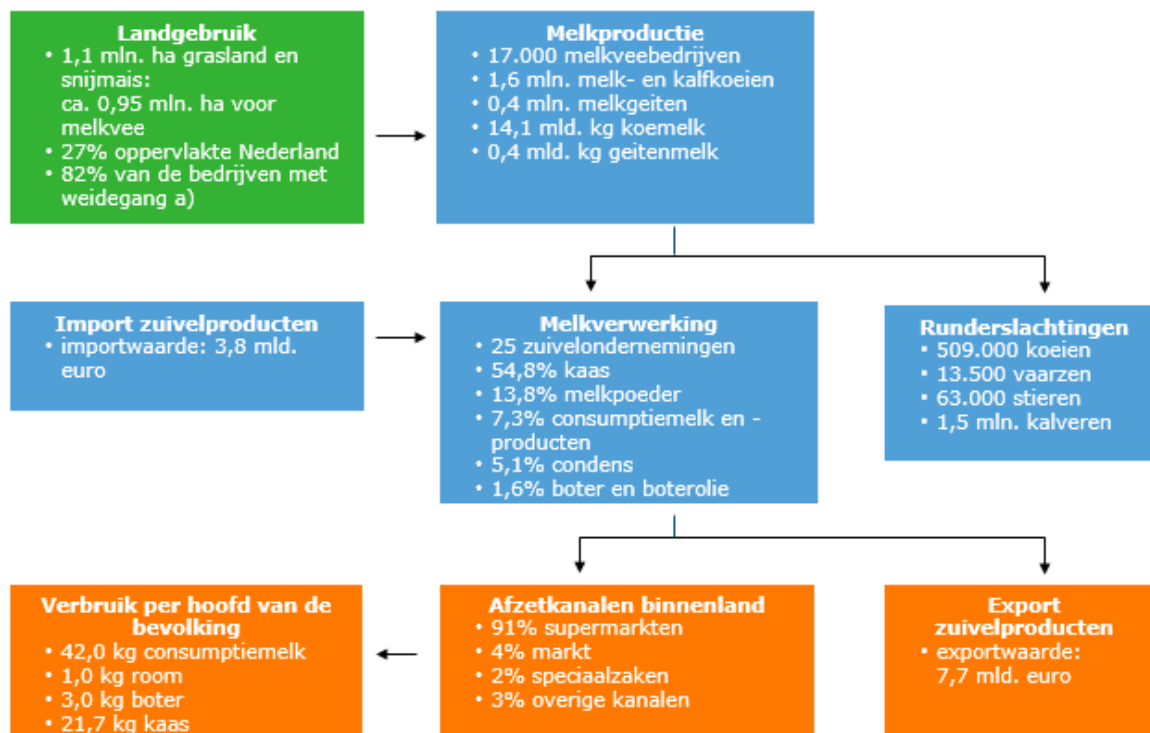 Landgebruik
• 1,1 mln. ha grasland en
snijmais:
ca. 0,95 mln. ha voor
melkvee
• 27% oppervlakte Nederland
• 82% van de bedrijven met
weidegang a)
Melkproductie
• 17.000 melkveebedrijven
• 1,6 mln. melk- en kalfkoeien
• 0,4 mln. melkgeiten
• 14,1 mld. kg koemelk
• 0,4 mld. kg geitenmelk
Import zuivelproducten
• importwaarde: 3,8 mld.
euro
Melkverwerking
• 25 zuivelondernemingen
• 54,8% kaas
• 13,8% melkpoeder
• 7,3% consumptiemelk en -
producten
• 5,1% condens
• 1,6% boter en boterolie
Runderslachtingen
• 509.000 koeien
• 13.500 vaarzen
• 63.000 stieren
• 1,5 mln. kalveren
Verbruik per hoofd van de
bevolking
• 42,0 kg consumptiemelk
• 1,0 kg room
• 3,0 kg boter
• 21,7 kg kaas
Afzetkanalen binnenland
• 91% supermarkten
• 4% markt
• 2% speciaalzaken
• 3% overige kanalen
Export
zuivelproducten
• exportwaarde:
7,7 mld. euro